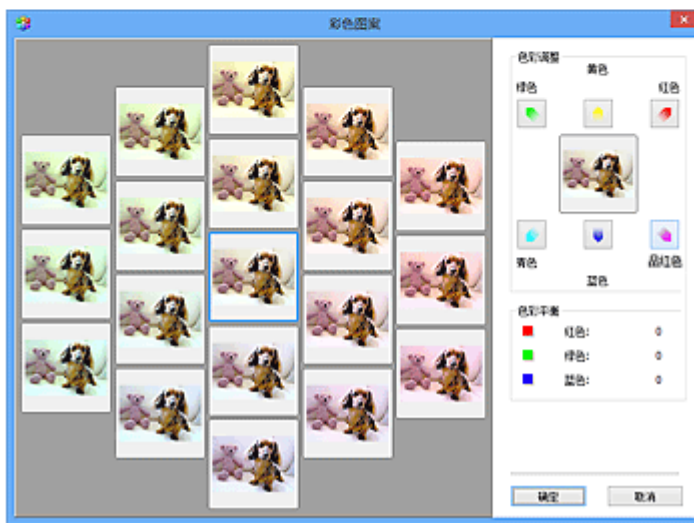 彩色图案
色彩调整
黄色
绿色 红色
青色 品红色
蓝色
色彩平衡
红色: 0
绿色: 0
蓝色: 0
确定 取消